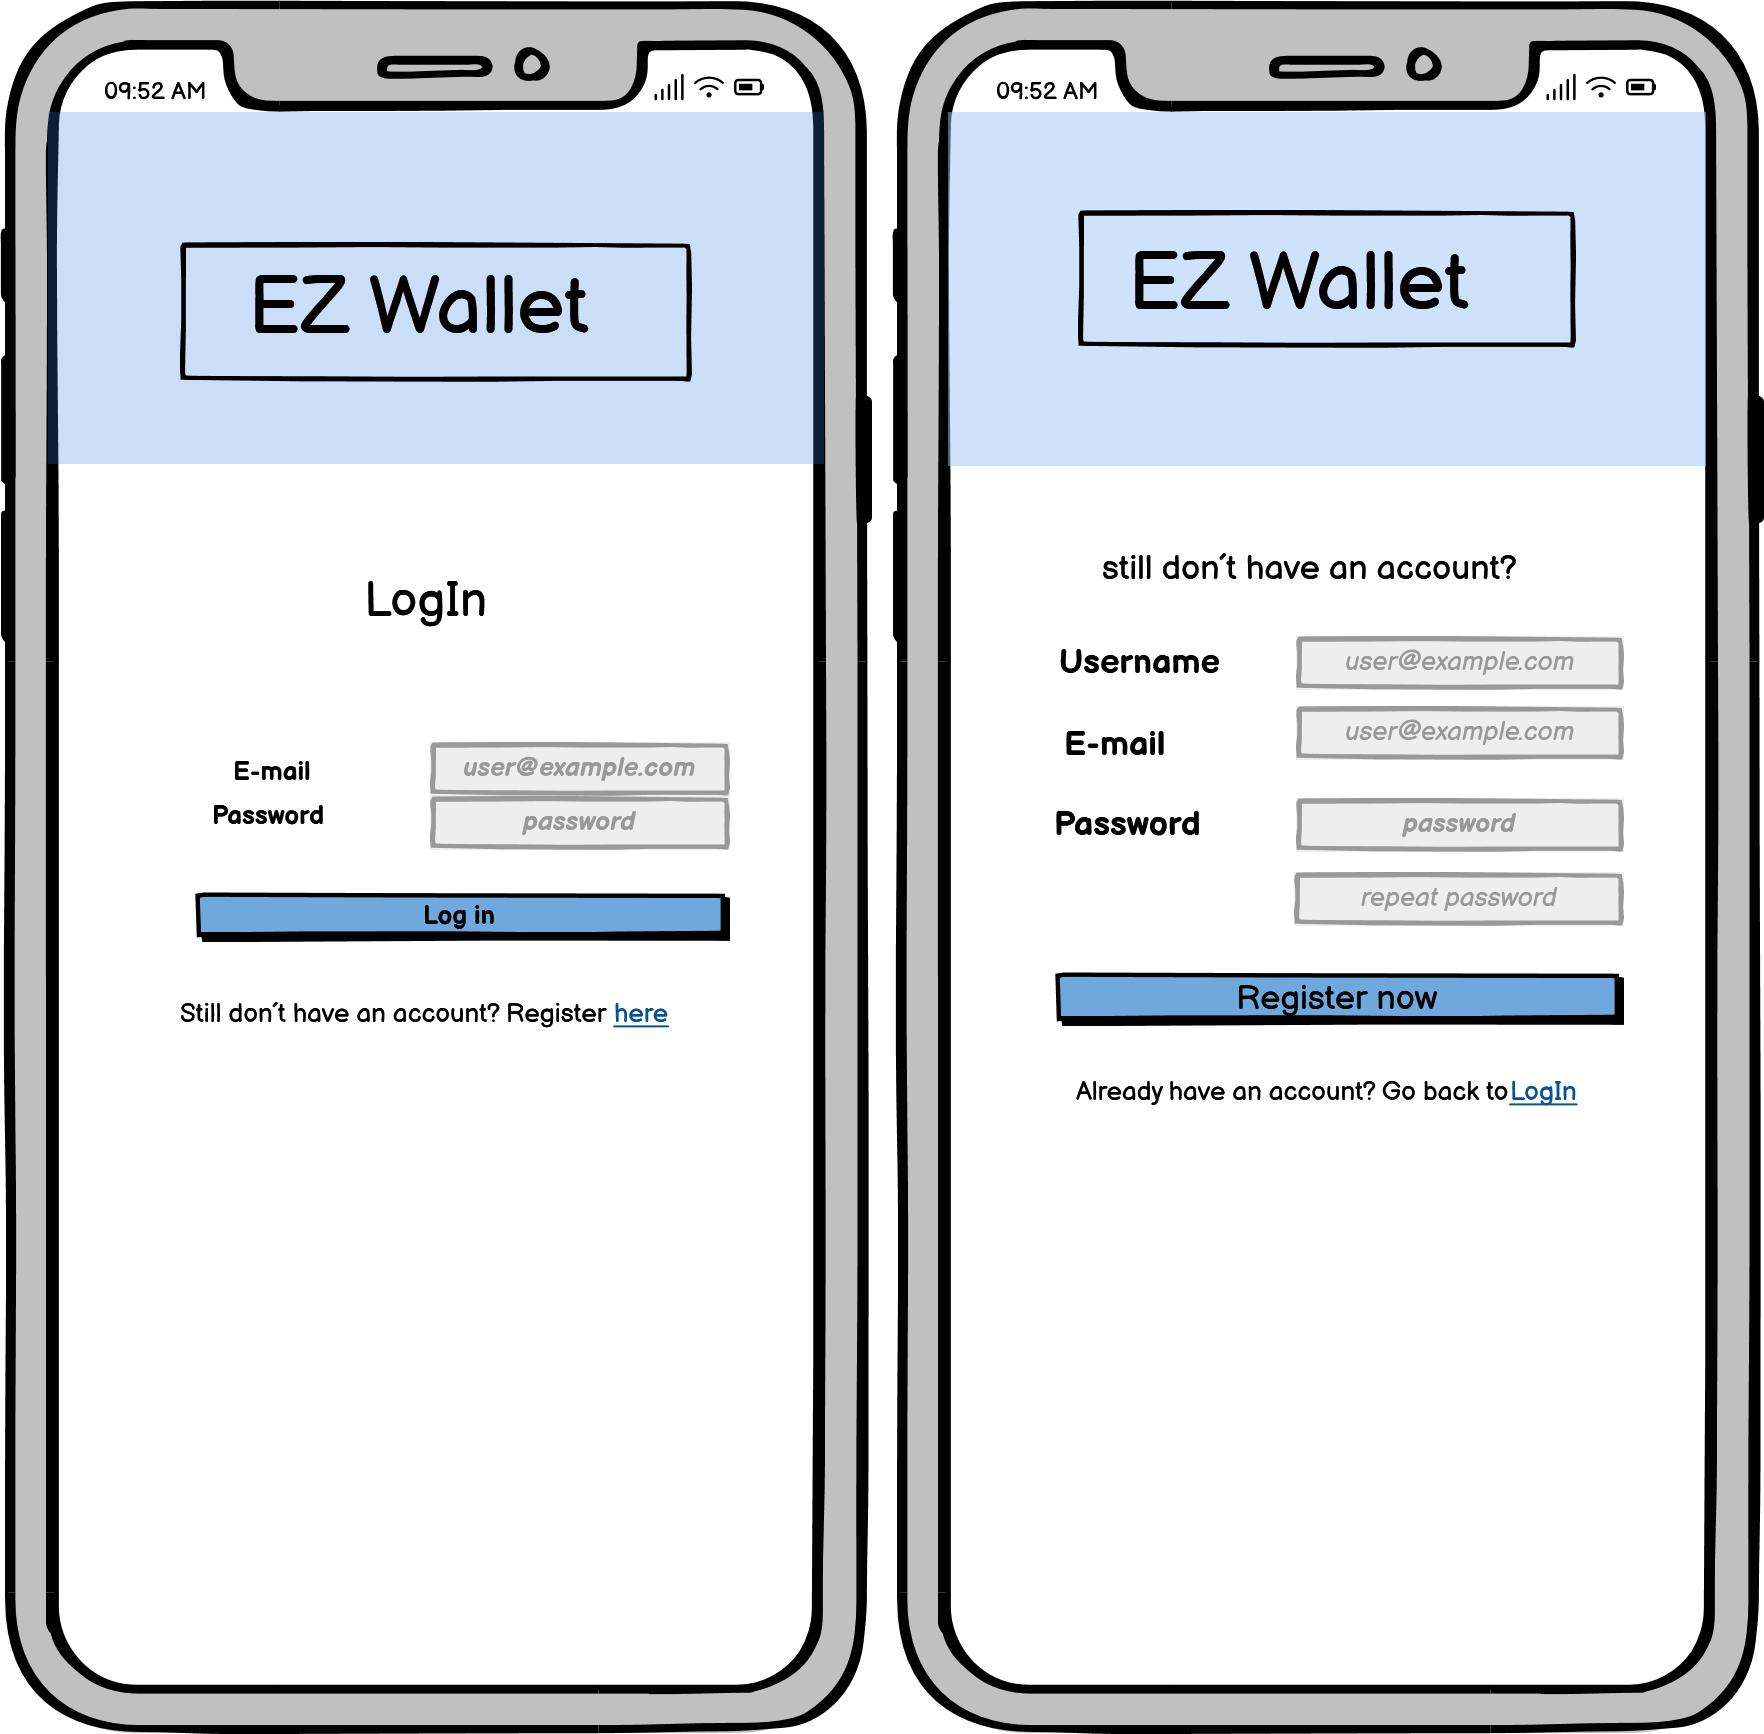 09:52 AM
EZ Wallet
LogIn
E-mail user@example.com
Password password
Log in
Still don´t have an account? Register here
09:52 AM
EZ Wallet
still don´t have an account?
Username user@example.com
E-mail user@example.com
Password password
repeat password
Register now
Already have an account? Go back to LogIn